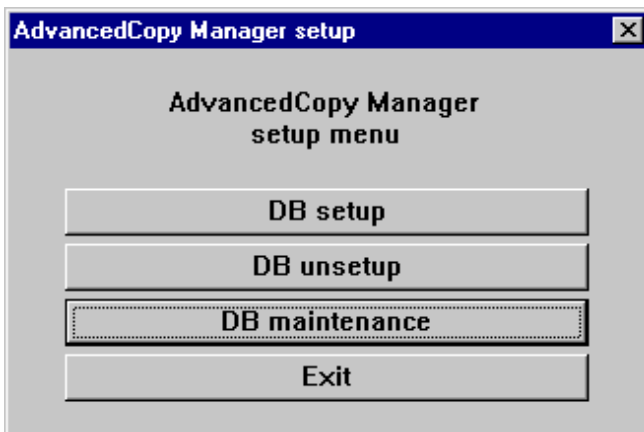 AdvancedCopy Manager setup
AdvancedCopy Manager
setup menu
DB setup
DB unsetup
DB maintenance
Exit